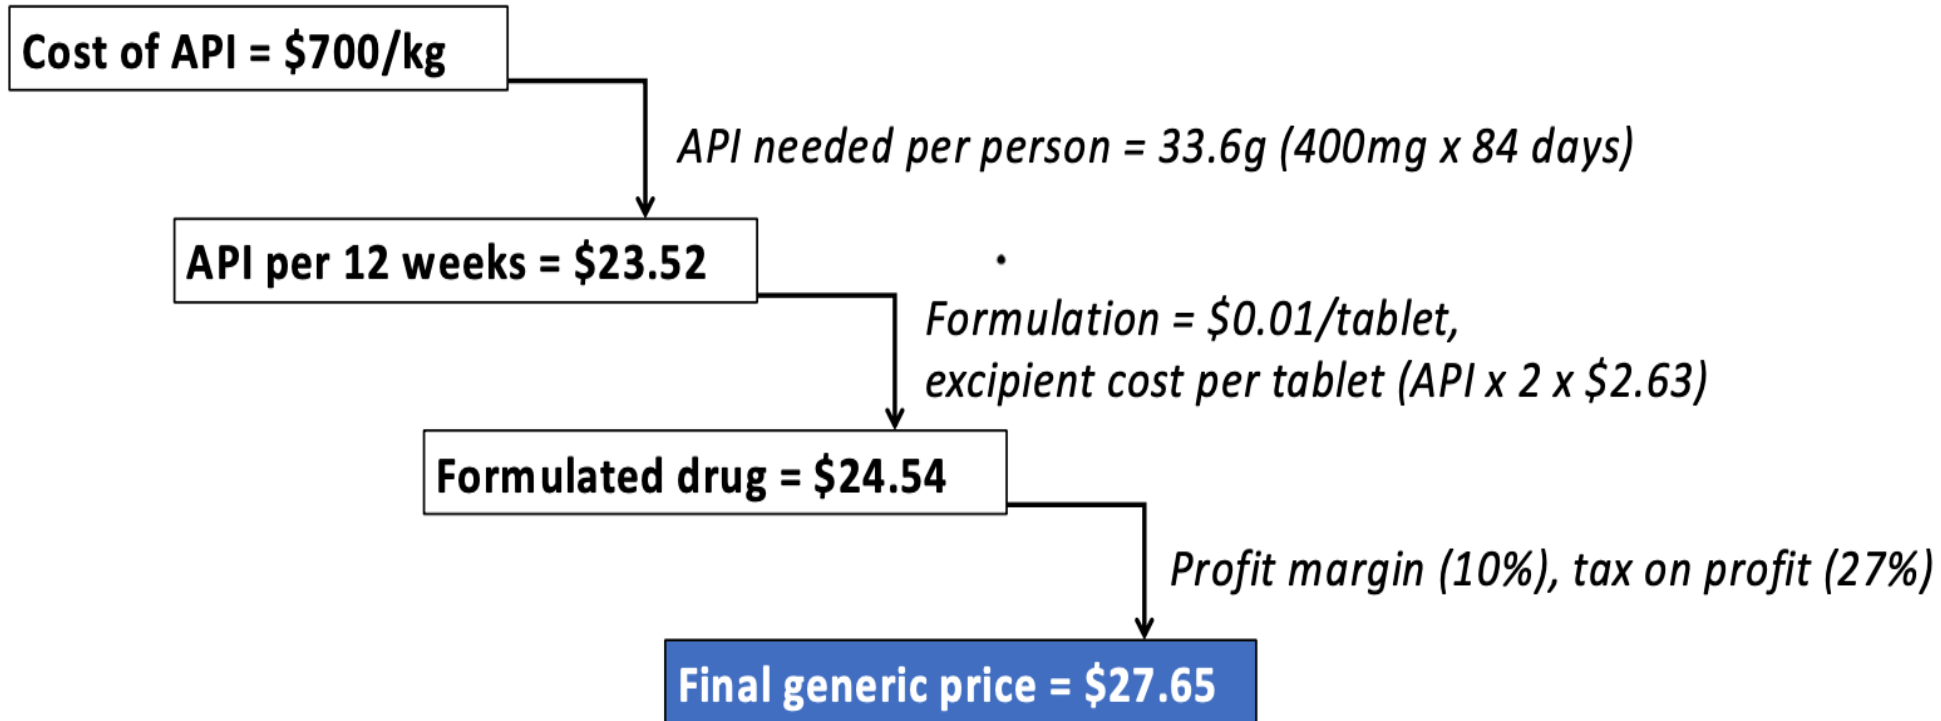 Cost of API = $700/kg
API needed per person = 33.6g (400mg x 84 days)
API per 12 weeks = $23.52
Formulation = $0.01/tablet,
excipient cost per tablet (API x 2 x $2.63)
Formulated drug = $24.54
Profit margin (10%), tax on profit (27%)
Final generic price = $27.65